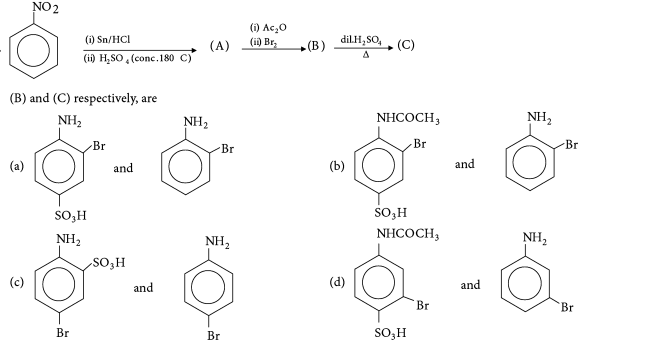 NO2
(i) Sn/HCl
(ii) H2SO4(conc.180 C)
(A)
(i) Ac2O
(ii) Br2
(B)
dil.H2SO4
Δ
(C)
(B) and (C) respectively, are
(a)
NH2
Br
SO3H
and
NH2
Br
(b)
NHCOCH3
Br
SO3H
and
NH2
Br
(c)
NH2
SO3H
Br
and
NH2
Br
(d)
NHCOCH3
Br
SO3H
and
NH2
Br